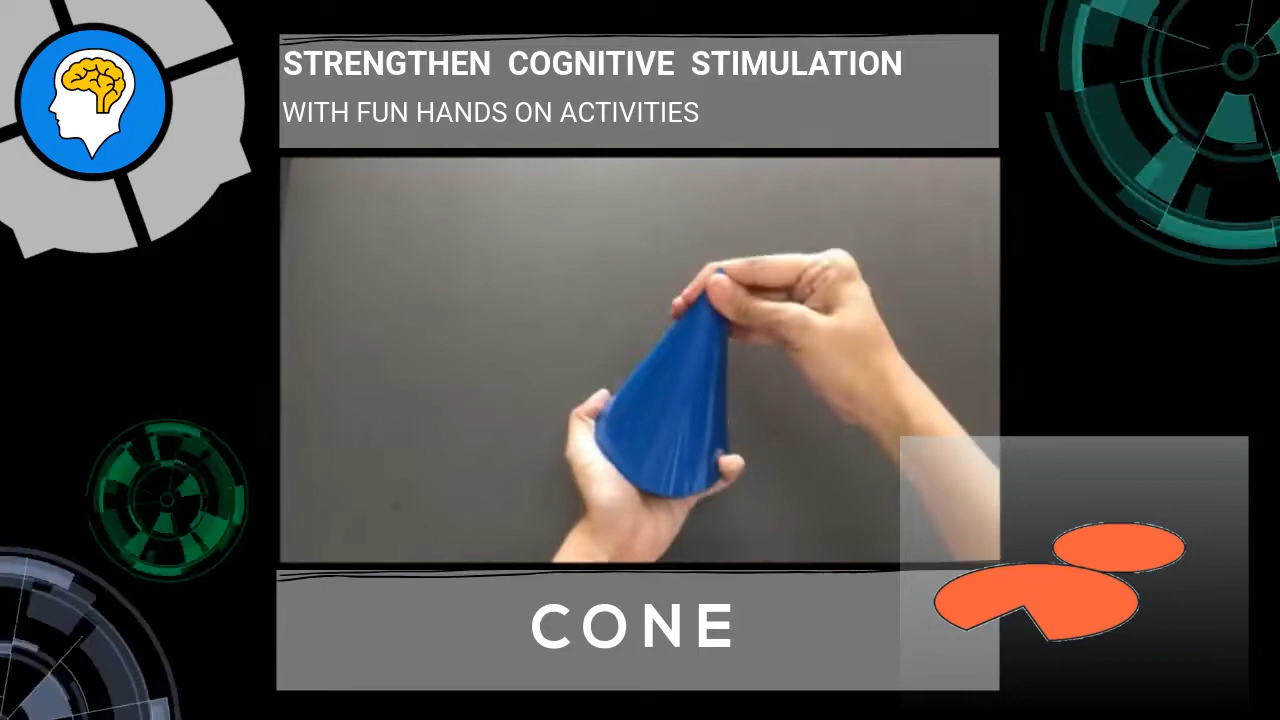 STRENGTHEN COGNITIVE STIMULATION
WITH FUN HANDS ON ACTIVITIES
CONE